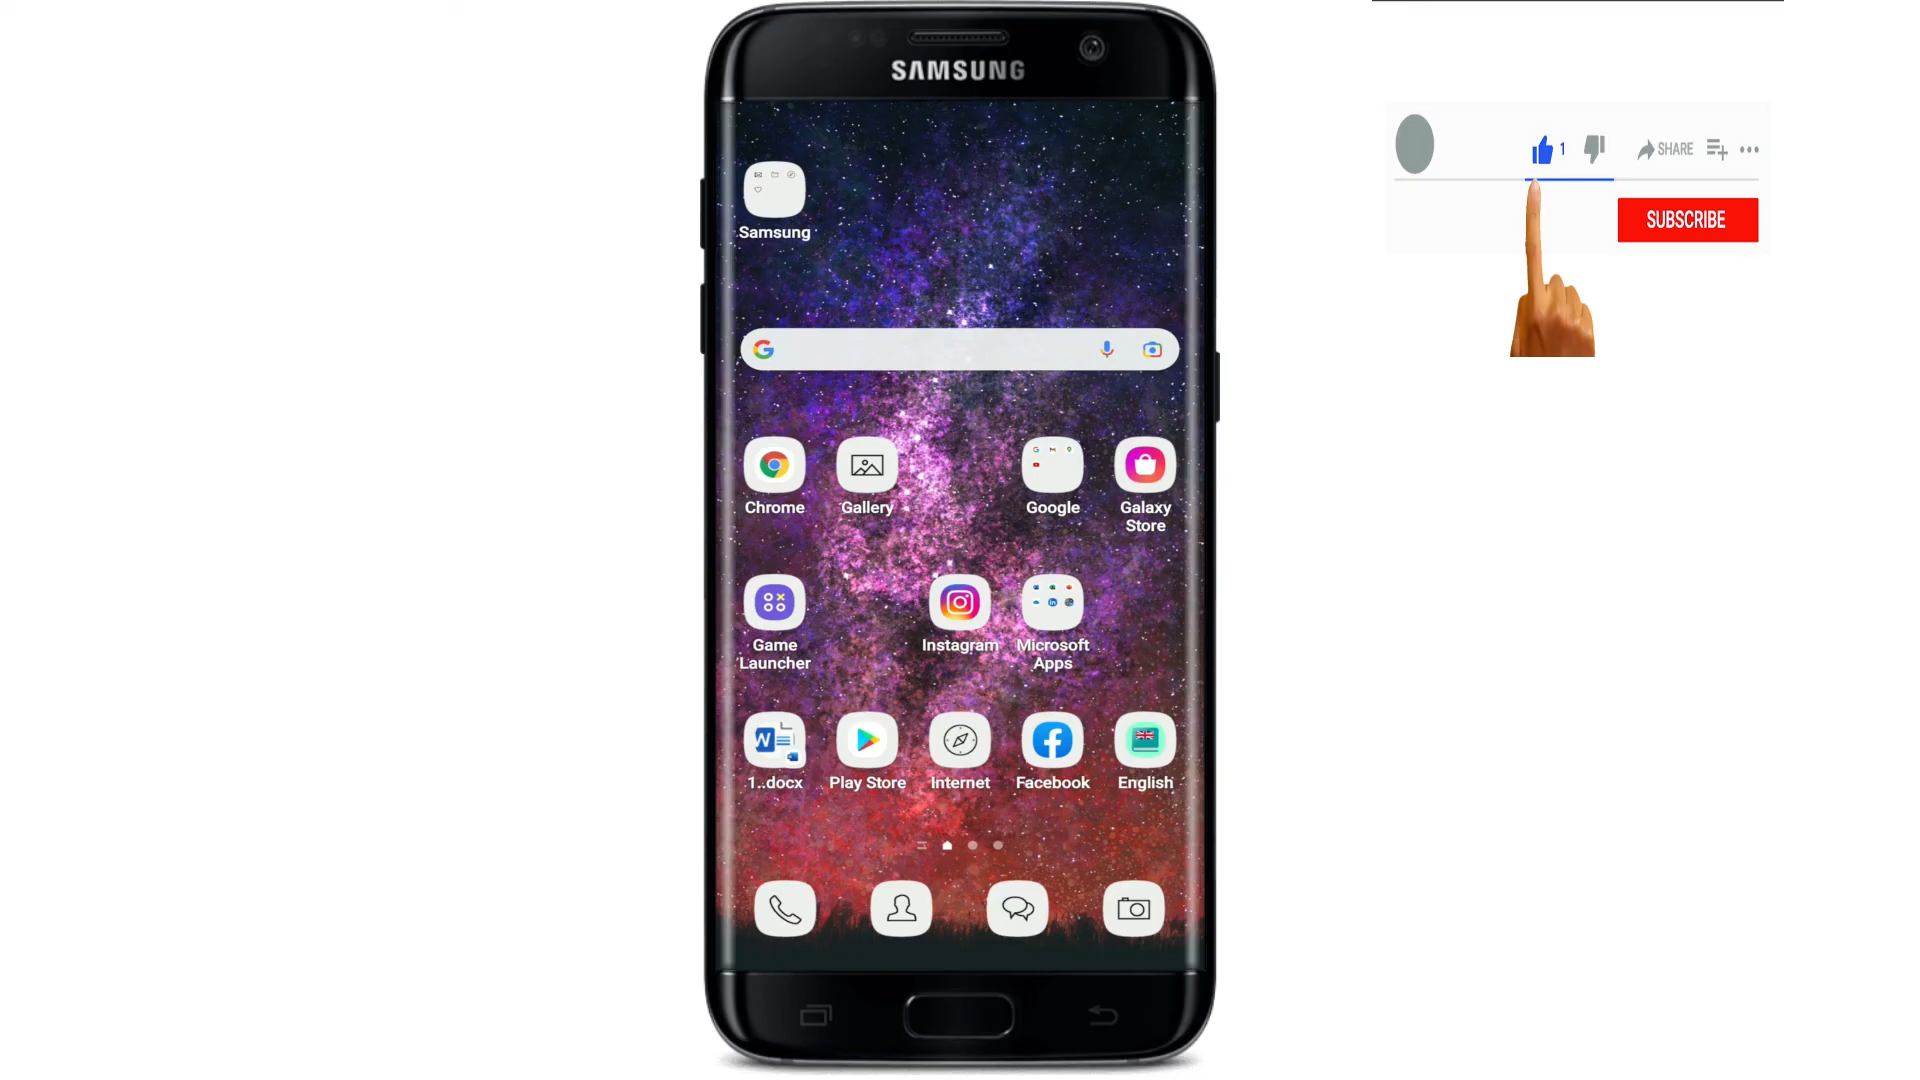 SAMSUNG
1
SHARE
SUBSCRIBE
Samsung
G
Chrome
Gallery
Google
Galaxy
Store
Game
Launcher
Instagram
Microsoft
Apps
W
1..docx
Play Store
Internet
Facebook
English